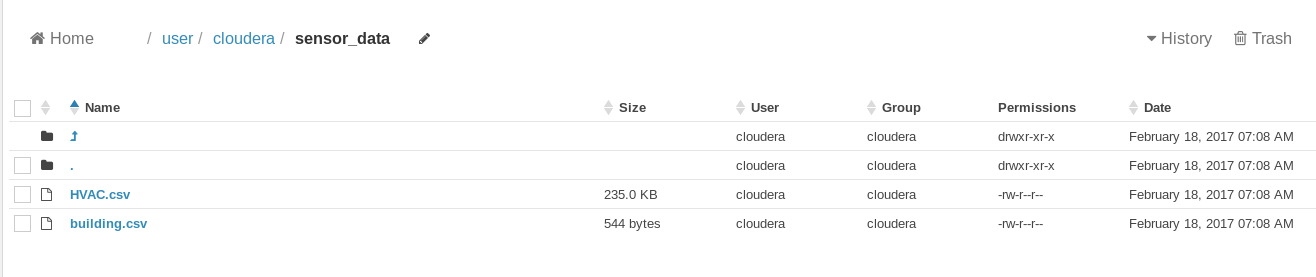 Home / user / cloudera / sensor_data History Trash
Name Size User Group Permissions Date
cloudera cloudera drwxr-xr-x February 18, 2017 07:08 AM
. cloudera cloudera drwxr-xr-x February 18, 2017 07:08 AM
HVAC.csv 235.0 KB cloudera cloudera -rw-r--r-- February 18, 2017 07:08 AM
building.csv 544 bytes cloudera cloudera -rw-r--r-- February 18, 2017 07:08 AM